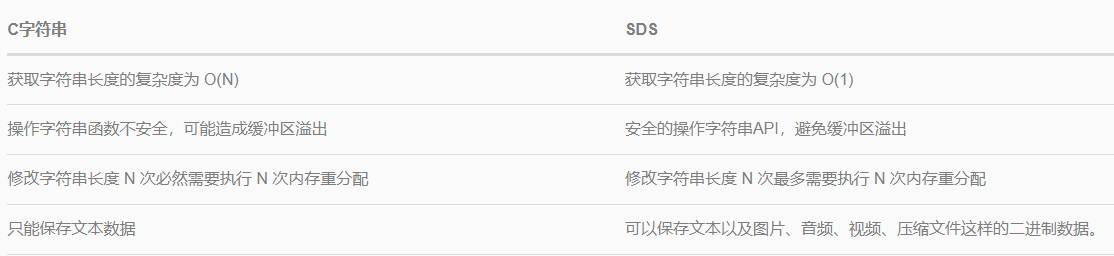 C字符串 SDS
获取字符串长度的复杂度为 O(N) 获取字符串长度的复杂度为 O(1)
操作字符串函数不安全，可能造成缓冲区溢出 安全的操作字符串API，避免缓冲区溢出
修改字符串长度 N 次必然需要执行 N 次内存重分配 修改字符串长度 N 次最多需要执行 N 次内存重分配
只能保存文本数据 可以保存文本以及图片、音频、视频、压缩文件这样的二进制数据。